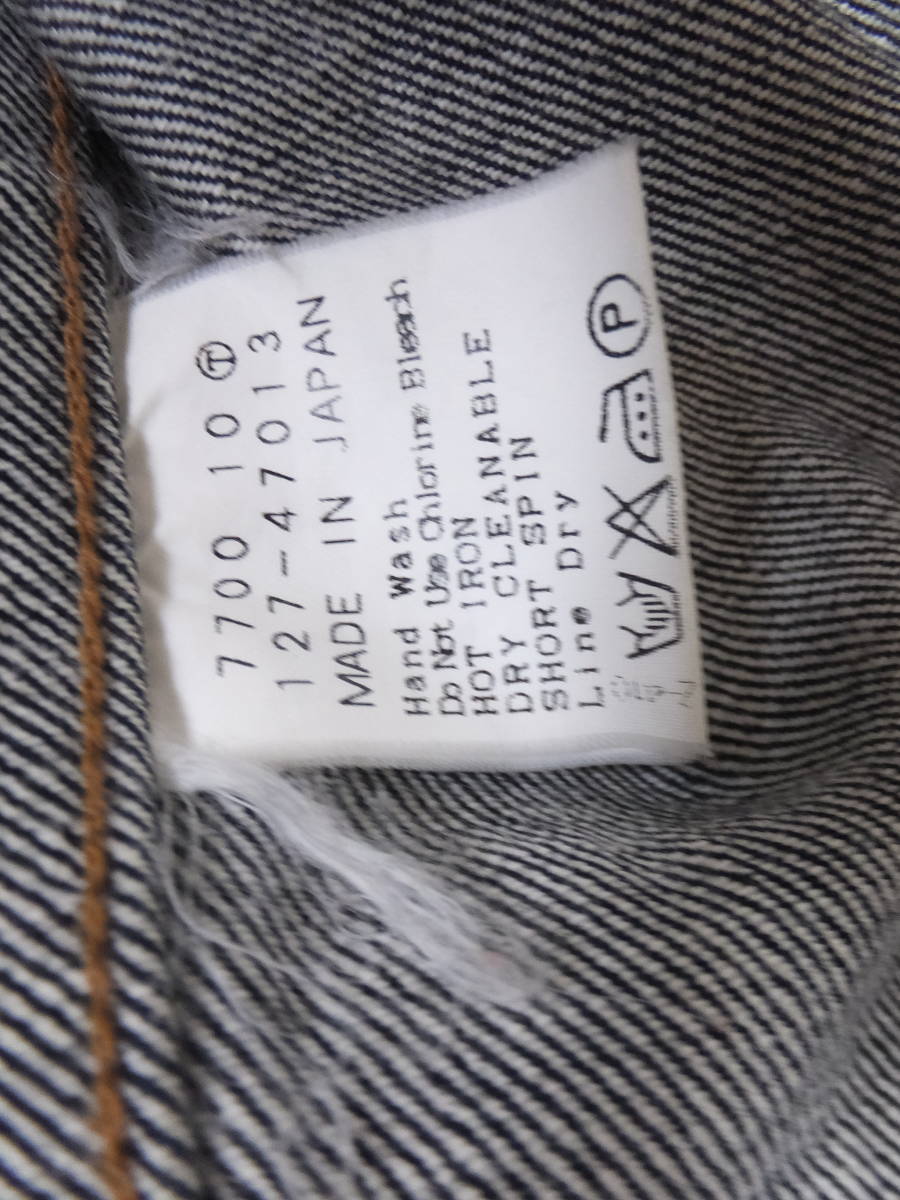 7700 10 Ⓣ
127-47013
MADE IN JAPAN
Hand Wash
Do Not Use Chlorine Bleach
HOT IRON
DRY CLEANABLE
SHORT SPIN
Line Dry
P